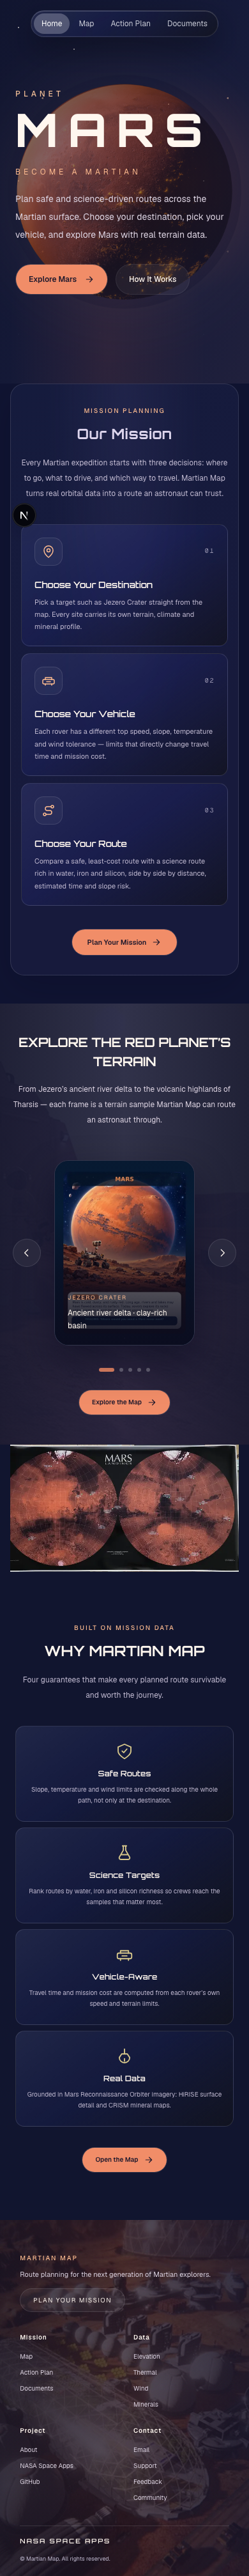 Home Map Action Plan Documents
PLANET
MARS
BECOME A MARTIAN
Plan safe and science-driven routes across the
Martian surface. Choose your destination, pick your
vehicle, and explore Mars with real terrain data.
Explore Mars → How It Works
MISSION PLANNING
Our Mission
Every Martian expedition starts with three decisions: where
to go, what to drive, and which way to travel. Martian Map
turns real orbital data into a route an astronaut can trust.
N
01
Choose Your Destination
Pick a target such as Jezero Crater straight from the
map. Every site carries its own terrain, climate and
mineral profile.
02
Choose Your Vehicle
Each rover has a different top speed, slope, temperature
and wind tolerance — limits that directly change travel
time and mission cost.
03
Choose Your Route
Compare a safe, least-cost route with a science route
rich in water, iron and silicon, side by side by distance,
estimated time and slope risk.
Plan Your Mission →
EXPLORE THE RED PLANET'S
TERRAIN
From Jezero's ancient river delta to the volcanic highlands of
Tharsis — each frame is a terrain sample Martian Map can route
an astronaut through.
MARS
JEZERO CRATER
Ancient river delta · clay-rich
basin
Explore the Map →
MARS
WHY MARTIAN MAP
BUILT ON MISSION DATA
Four guarantees that make every planned route survivable
and worth the journey.
Safe Routes
Slope, temperature and wind limits are checked along the whole
path, not only at the destination.
Science Targets
Rank routes by water, iron and silicon richness so crews reach the
samples that matter most.
Vehicle-Aware
Travel time and mission cost are computed from each rover's own
speed and terrain limits.
Real Data
Grounded in Mars Reconnaissance Orbiter imagery: HiRISE surface
detail and CRISM mineral maps.
Open the Map →
MARTIAN MAP
Route planning for the next generation of Martian explorers.
PLAN YOUR MISSION
Mission Data
Map Elevation
Action Plan Thermal
Documents Wind
Minerals
Project Contact
About Email
NASA Space Apps Support
GitHub Feedback
Community
NASA SPACE APPS
© Martian Map. All rights reserved.